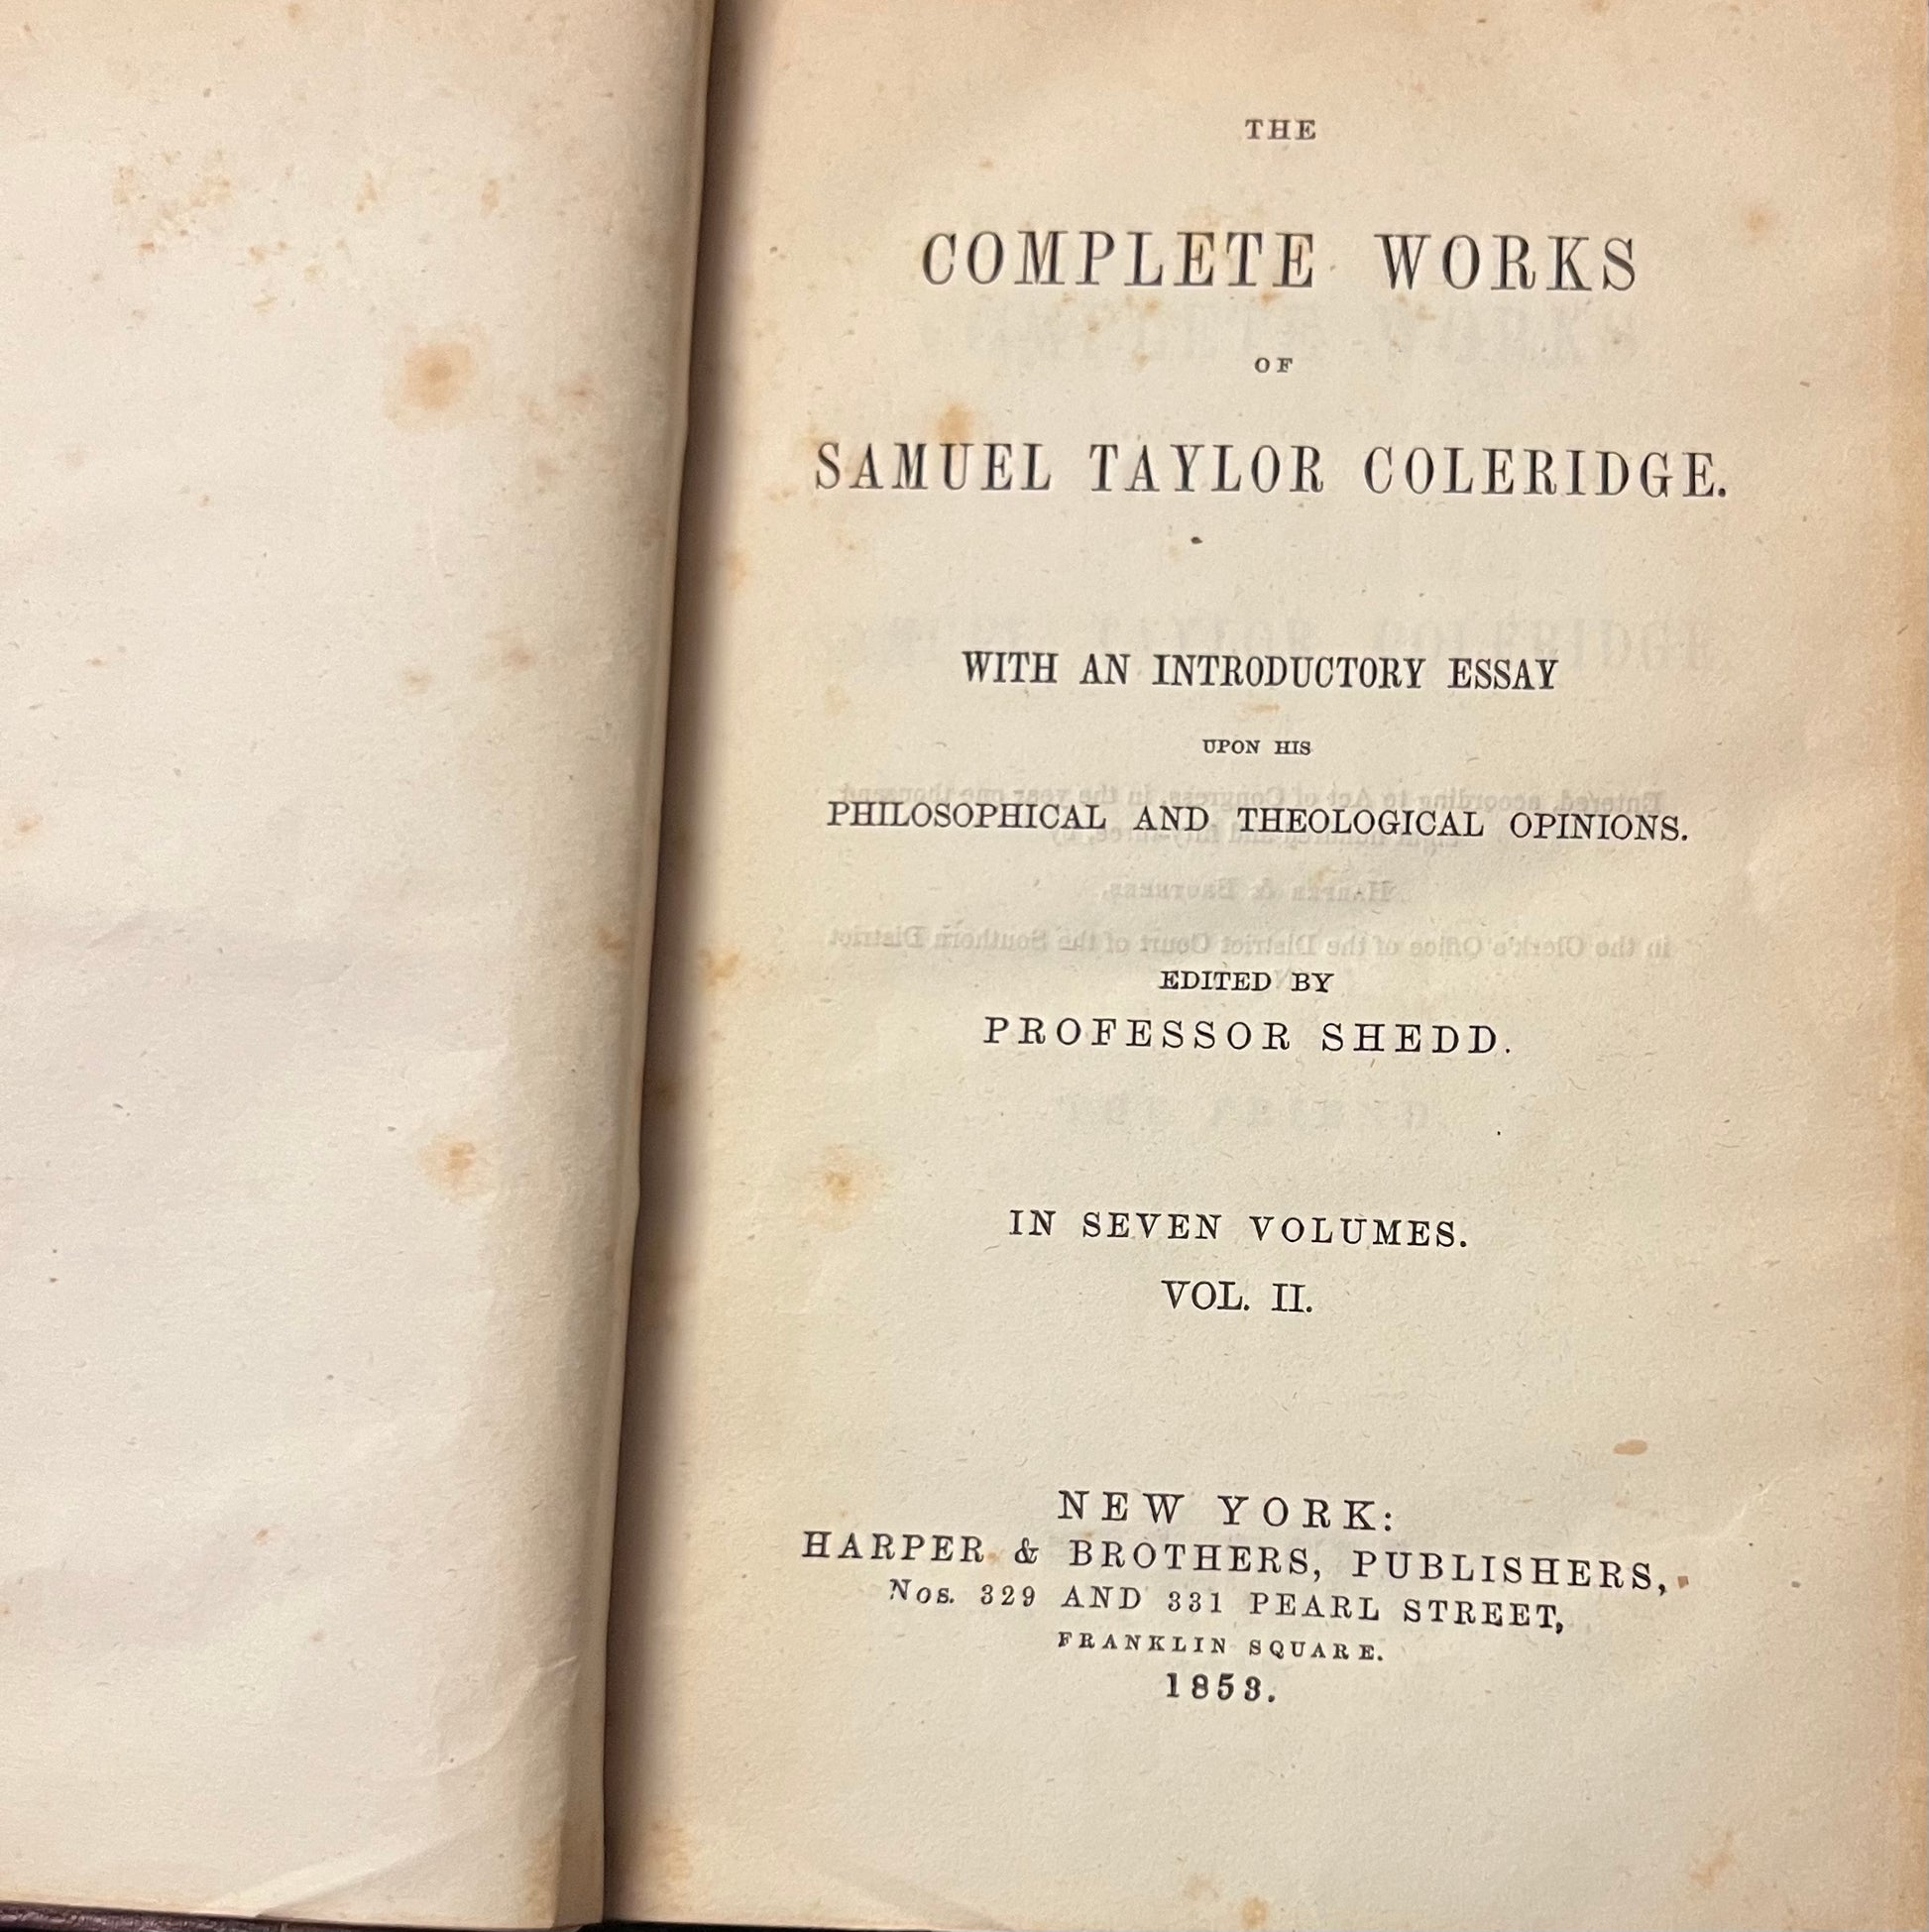 THE
COMPLETE WORKS
OF
SAMUEL TAYLOR COLERIDGE.
WITH AN INTRODUCTORY ESSAY
UPON HIS
PHILOSOPHICAL AND THEOLOGICAL OPINIONS.
EDITED BY
PROFESSOR SHEDD.
IN SEVEN VOLUMES.
VOL. II.
NEW YORK:
HARPER & BROTHERS, PUBLISHERS,
Nos. 329 AND 331 PEARL STREET,
FRANKLIN SQUARE.
1853.